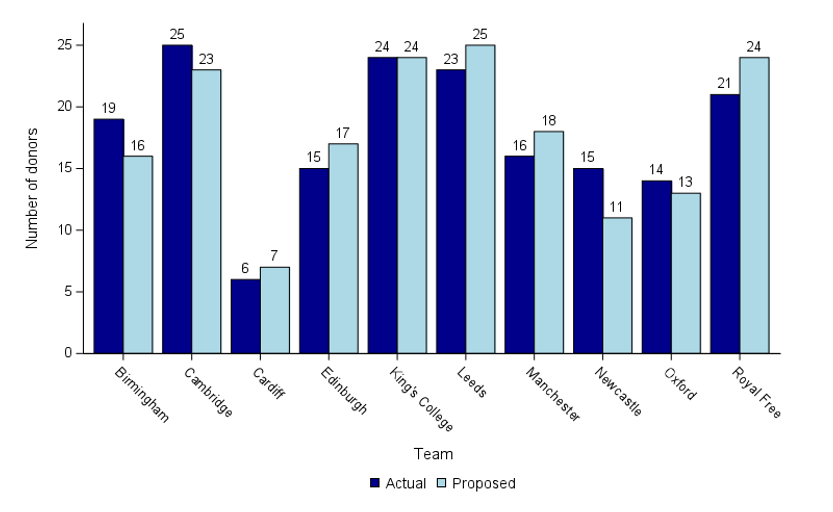 25
24 24
25
24
25
23
23
21
20
19
18
17
16
16
15
15
15
14
13
11
10
7
6
5
0
Number of donors
Birmingham
Cambridge
Cardiff
Edinburgh
King's College
Leeds
Manchester
Newcastle
Oxford
Royal Free
Team
Actual Proposed